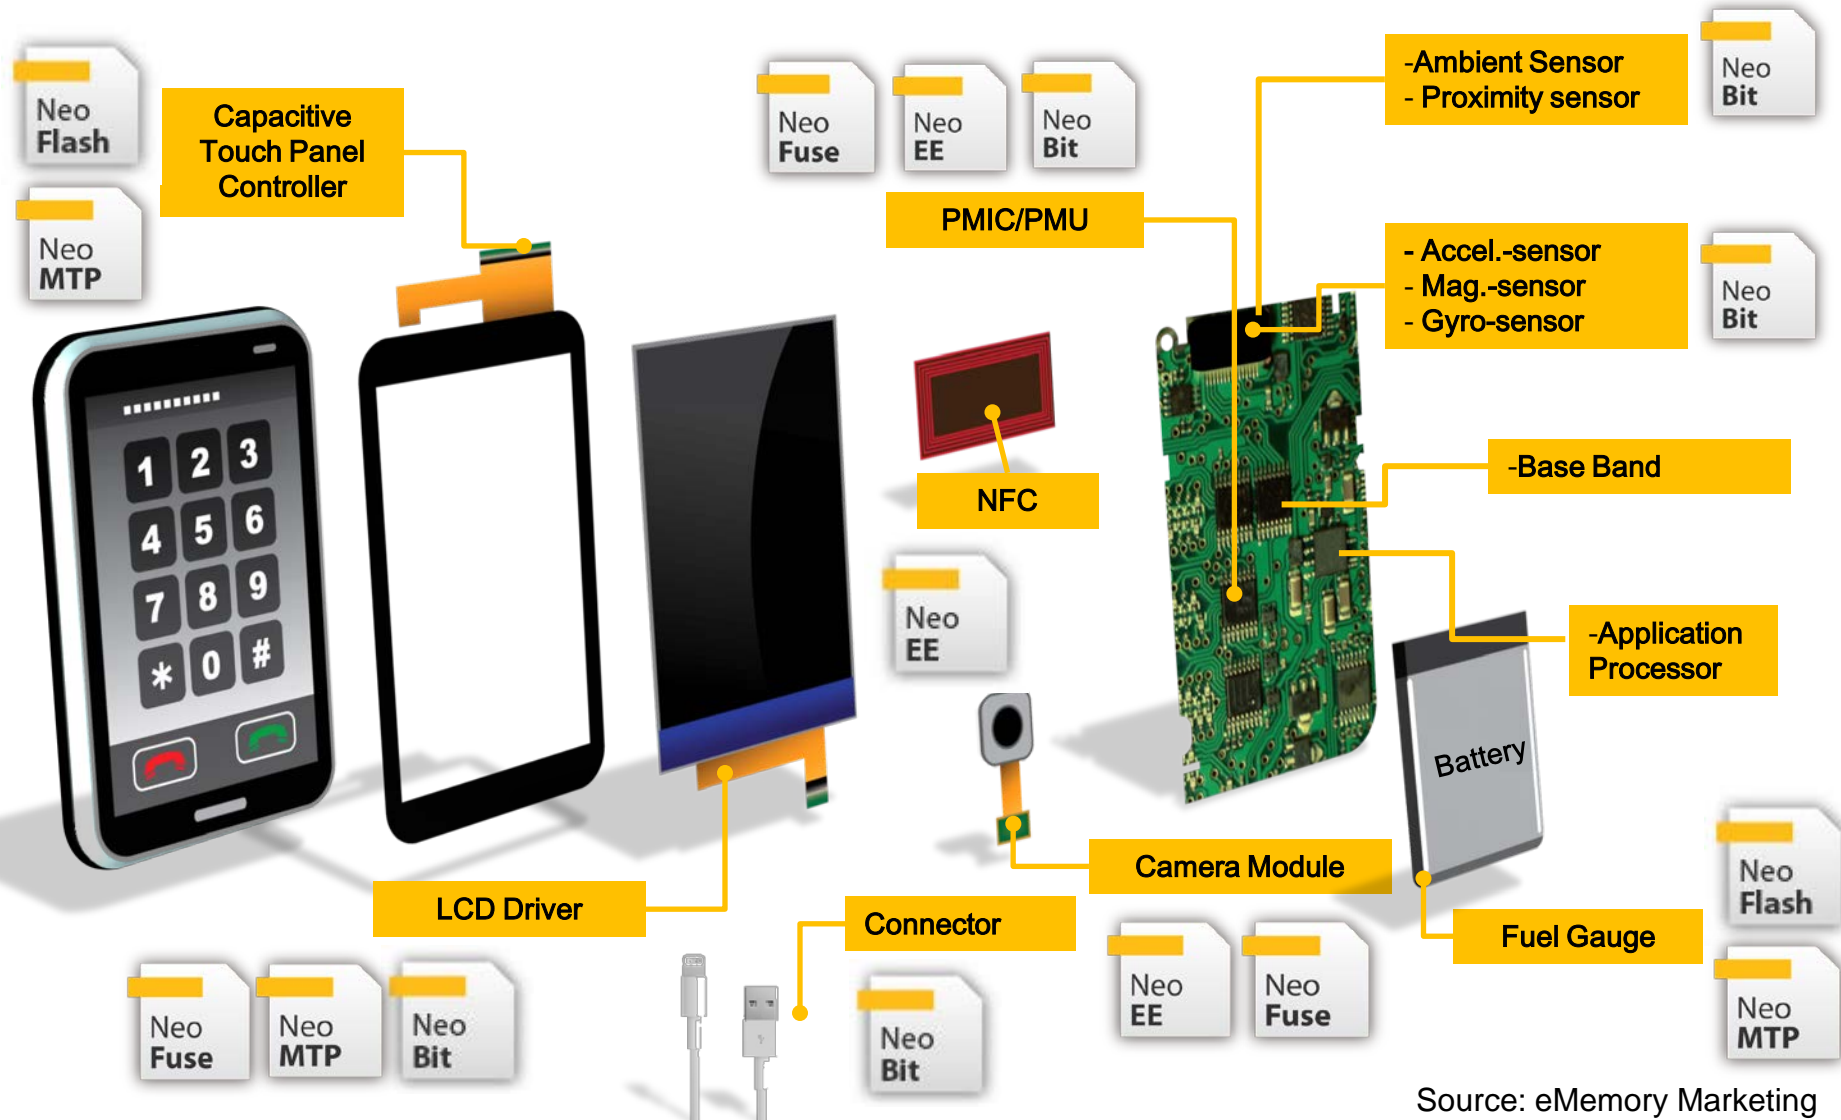 Neo
Flash
Neo
MTP
Capacitive
Touch Panel
Controller
Neo
Fuse
Neo
EE
Neo
Bit
PMIC/PMU
-Ambient Sensor
- Proximity sensor
Neo
Bit
- Accel.-sensor
- Mag.-sensor
- Gyro-sensor
Neo
Bit
1 2 3
4 5 6
7 8 9
* 0 #
NFC
Neo
EE
-Base Band
-Application
Processor
Battery
Camera Module
LCD Driver
Connector
Fuel Gauge
Neo
Flash
Neo
MTP
Neo
Fuse
Neo
MTP
Neo
Bit
Neo
Bit
Neo
EE
Neo
Fuse
Source: eMemory Marketing